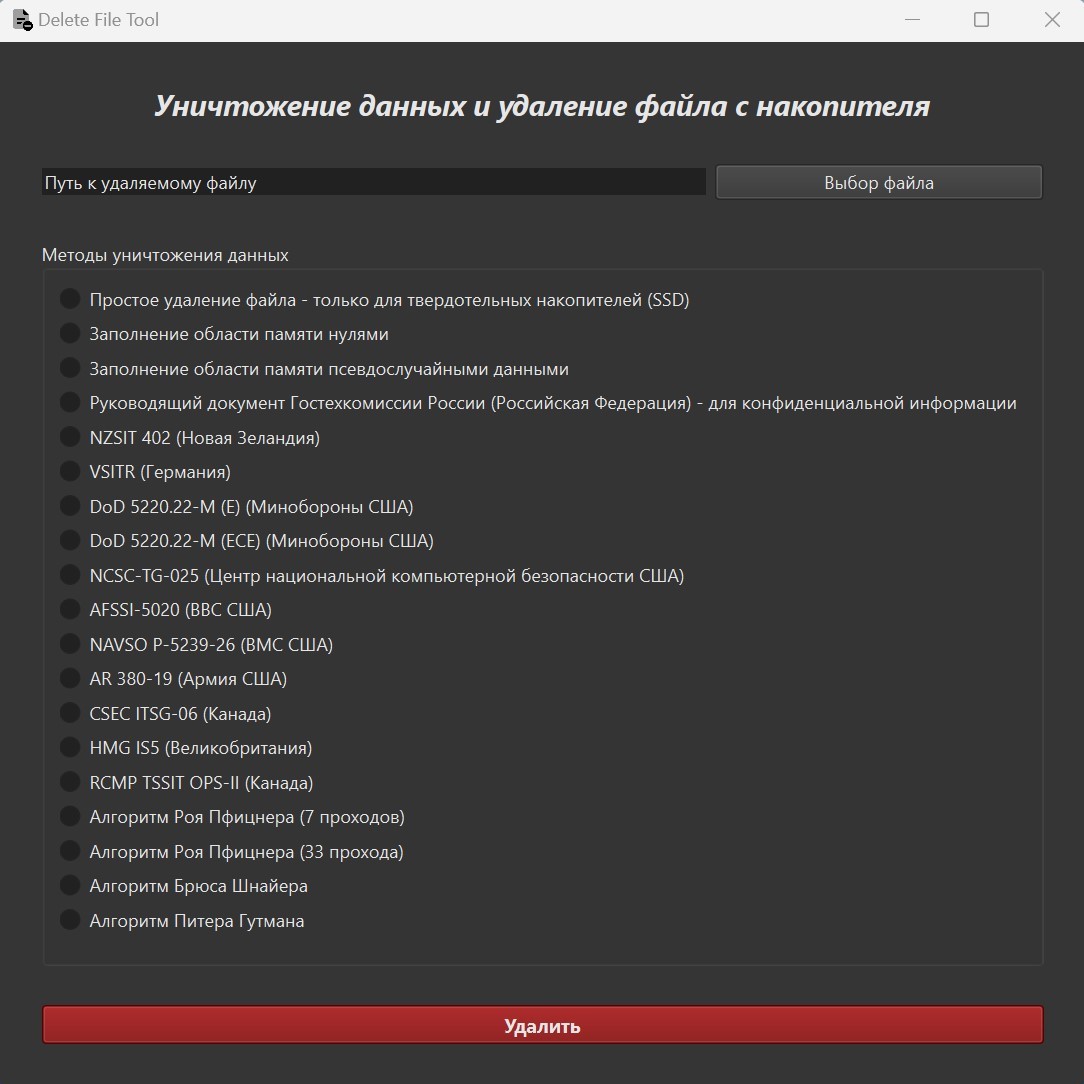 Delete File Tool
Уничтожение данных и удаление файла с накопителя
Путь к удаляемому файлу
Выбор файла
Методы уничтожения данных
Простое удаление файла - только для твердотельных накопителей (SSD)
Заполнение области памяти нулями
Заполнение области памяти псевдослучайными данными
Руководящий документ Гостехкомиссии России (Российская Федерация) - для конфиденциальной информации
NZSIT 402 (Новая Зеландия)
VSITR (Германия)
DoD 5220.22-M (E) (Минобороны США)
DoD 5220.22-M (ECE) (Минобороны США)
NCSC-TG-025 (Центр национальной компьютерной безопасности США)
AFSSI-5020 (ВВС США)
NAVSO P-5239-26 (ВМС США)
AR 380-19 (Армия США)
CSEC ITSG-06 (Канада)
HMG IS5 (Великобритания)
RCMP TSSIT OPS-II (Канада)
Алгоритм Роя Пфицнера (7 проходов)
Алгоритм Роя Пфицнера (33 прохода)
Алгоритм Брюса Шнайера
Алгоритм Питера Гутмана
Удалить